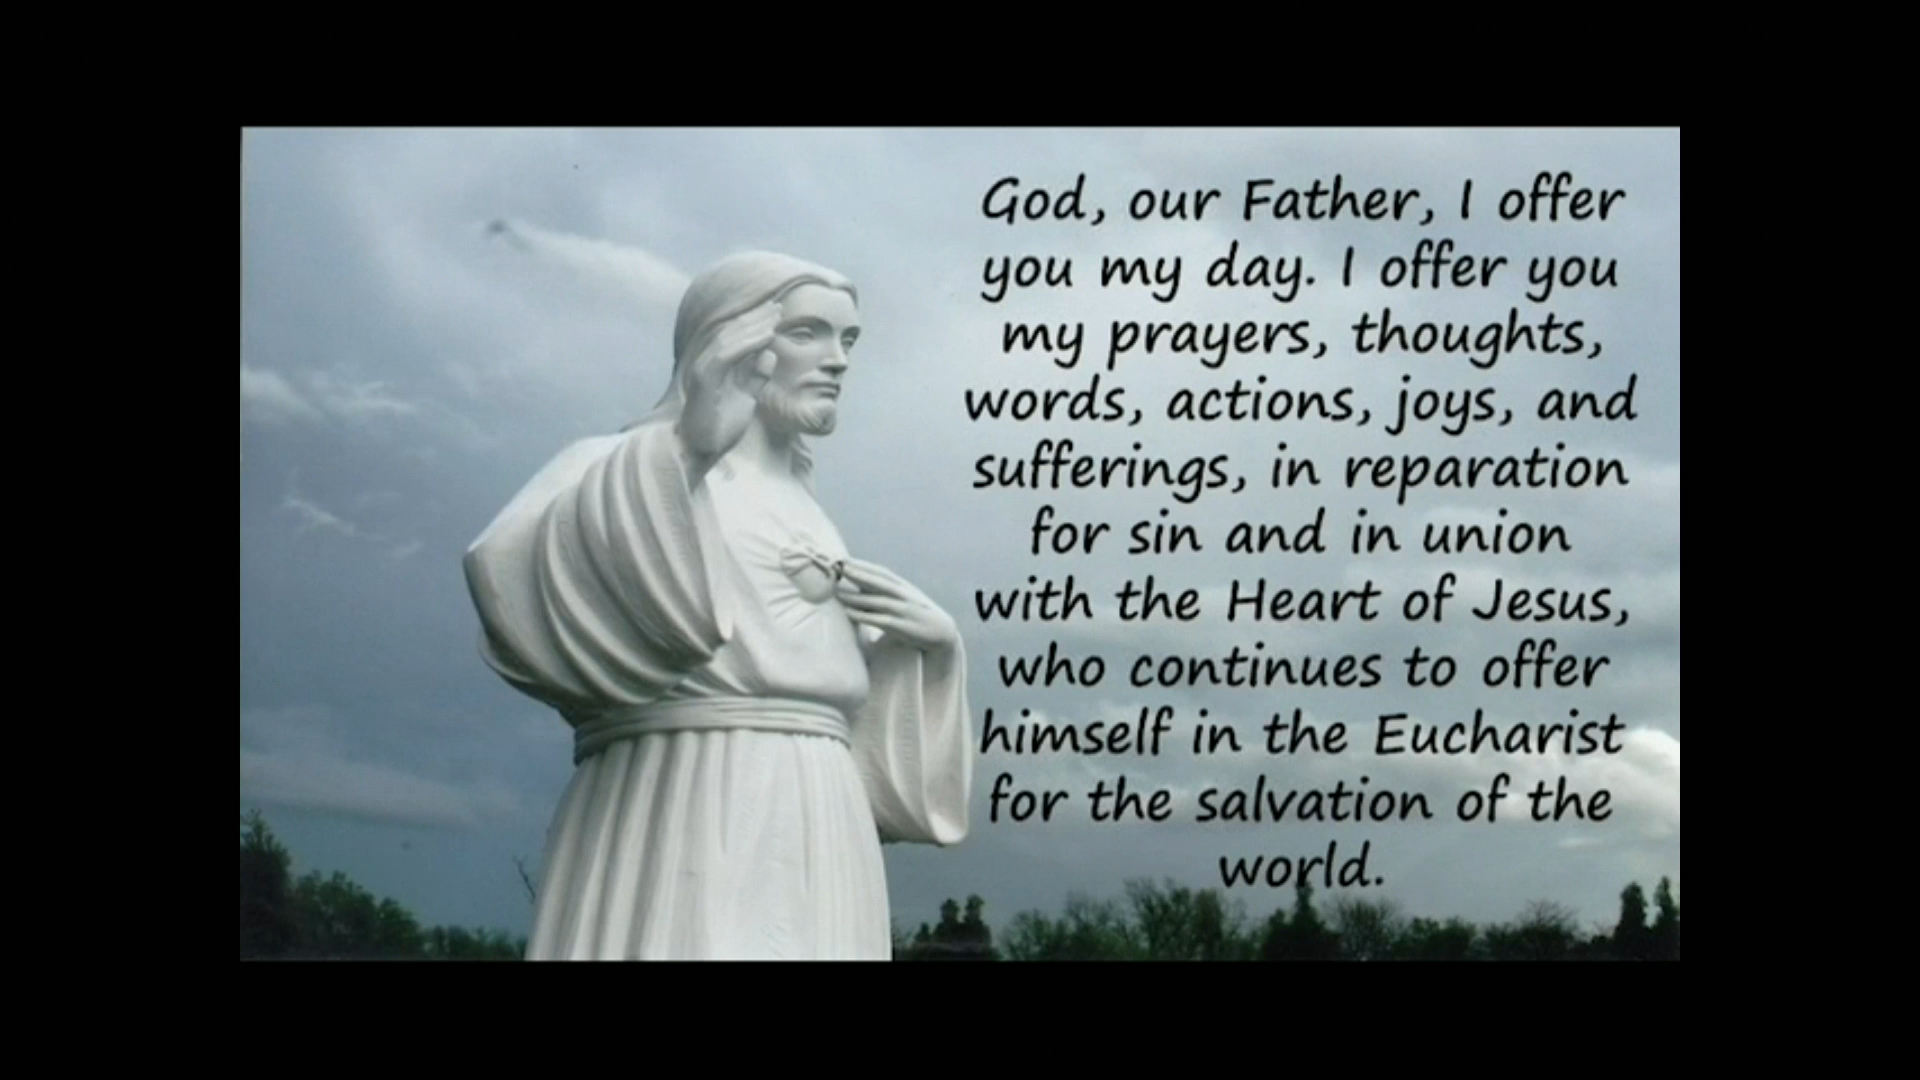 God, our Father, I offer
you my day. I offer you
my prayers, thoughts,
words, actions, joys, and
sufferings, in reparation
for sin and in union
with the Heart of Jesus,
who continues to offer
himself in the Eucharist
for the salvation of the
world.